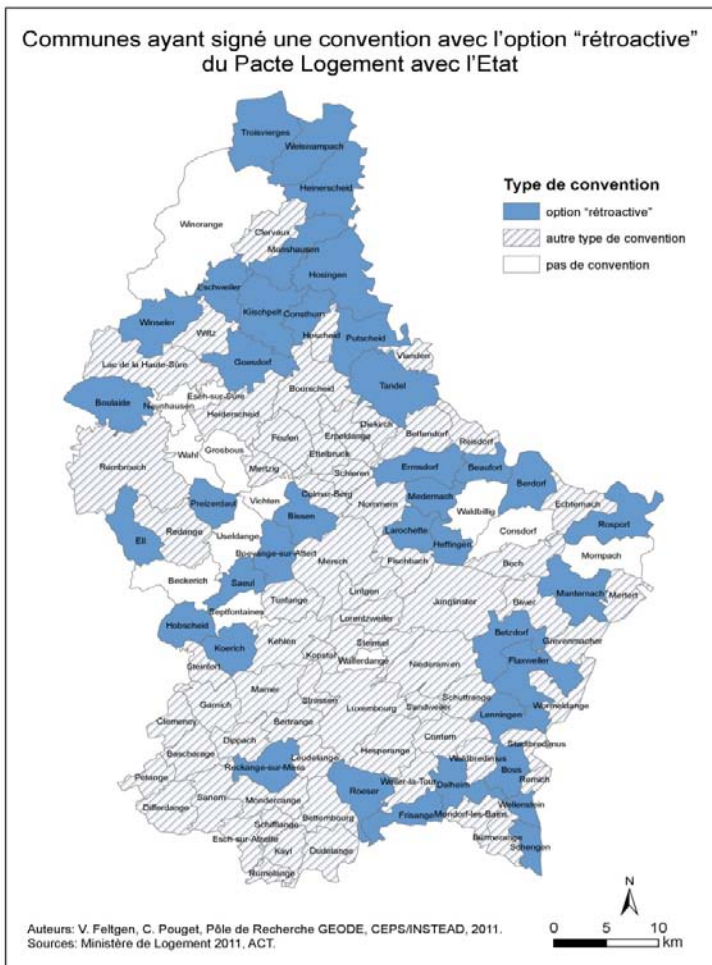 Communes ayant signé une convention avec l'option “rétroactive”
du Pacte Logement avec l'Etat
Type de convention
option “rétroactive”
autre type de convention
pas de convention
Troisvierges
Weiswampach
Heinerscheid
Wincrange
Clervaux
Munshausen
Hosingen
Eschweiler
Kiischpelt
Consthum
Winseler
Wiltz
Hoscheid
Putscheid
Vianden
Lac de la Haute-Sûre
Goesdorf
Bourscheid
Tandel
Boulaide
Neunhausen
Esch-sur-Sûre
Heiderscheid
Diekirch
Bettendorf
Reisdorf
Feulen
Erpeldange
Ettelbruck
Wahl
Grosbous
Rambrouch
Mertzig
Schieren
Ermsdorf
Beaufort
Berdorf
Colmar-Berg
Nommern
Medernach
Waldbillig
Echternach
Preizerdaul
Vichten
Bissen
Consdorf
Rosport
Ell
Redange
Useldange
Larochette
Heffingen
Boevange-sur-Attert
Mersch
Fischbach
Bech
Mompach
Beckerich
Saeul
Lintgen
Junglinster
Biwer
Manternach
Mertert
Septfontaines
Tuntange
Lorentzweiler
Hobscheid
Koerich
Kehlen
Steinsel
Betzdorf
Grevenmacher
Steinfort
Kopstal
Walferdange
Niederanven
Flaxweiler
Mamer
Strassen
Schuttrange
Wormeldange
Garnich
Luxembourg
Sandweiler
Lenningen
Clemency
Bertrange
Dippach
Contern
Stadtbredimus
Bascharage
Hesperange
Waldbredimus
Leudelange
Reckange-sur-Mess
Bous
Remich
Petange
Roeser
Weiler-la-Tour
Dalheim
Differdange
Sanem
Mondercange
Wellenstein
Frisange
Mondorf-les-Bains
Schifflange
Bettembourg
Burmerange
Schengen
Esch-sur-Alzette
Kayl
Dudelange
Rumelange
N
Auteurs: V. Feltgen, C. Pouget, Pôle de Recherche GEODE, CEPS/INSTEAD, 2011.
Sources: Ministère de Logement 2011, ACT.
0 5 10
km